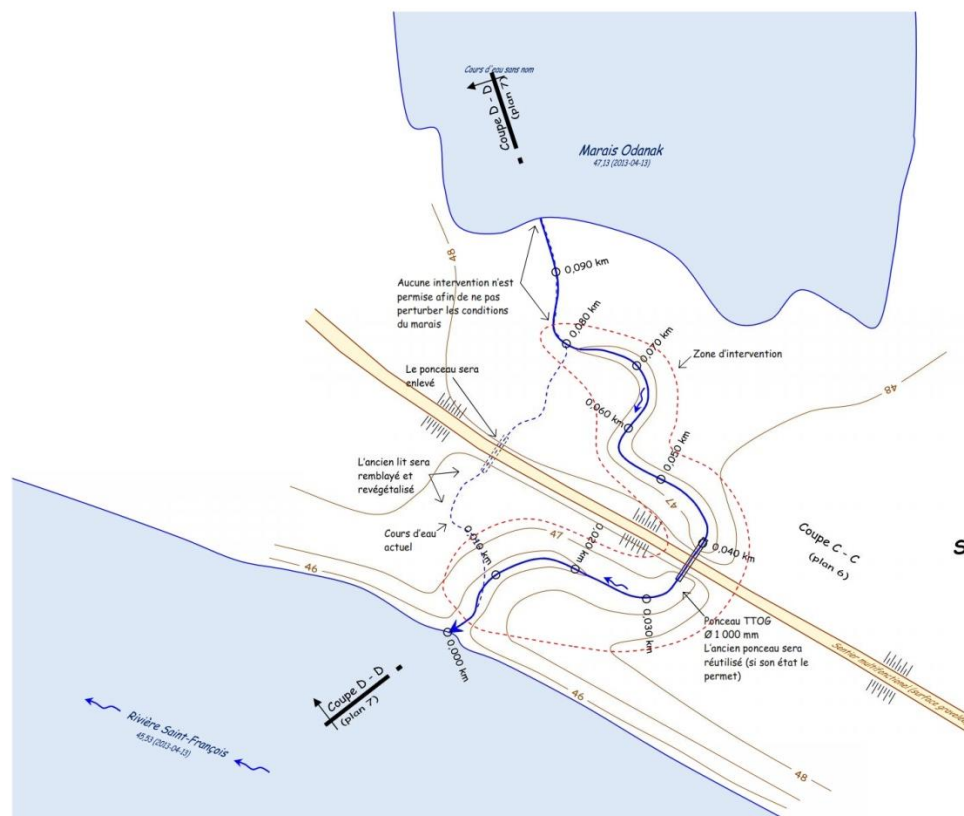 Cours d'eau sans nom
Coupe D - D
(plan 7)
Marais Odanak
47,13 (2013-04-13)
48
0,090 km
Aucune intervention n'est
permise afin de ne pas
perturber les conditions
du marais
0,080 km
0,070 km
Zone d'intervention
Le ponceau sera
enlevé
48
0,060 km
0,050 km
L'ancien lit sera
remblayé et
revégétalisé
47
Cours d'eau
actuel
0,010 km
47
0,020 km
0,040 km
Coupe C - C
(plan 6)
S
46
0,030 km
Ponceau TTOG
Ø 1 000 mm
L'ancien ponceau sera
réutilisé (si son état le
permet)
0,000 km
Sentier multifonctionnel (surface gravelée)
Coupe D - D
(plan 7)
46
Rivière Saint-François
45,53 (2013-04-13)
48